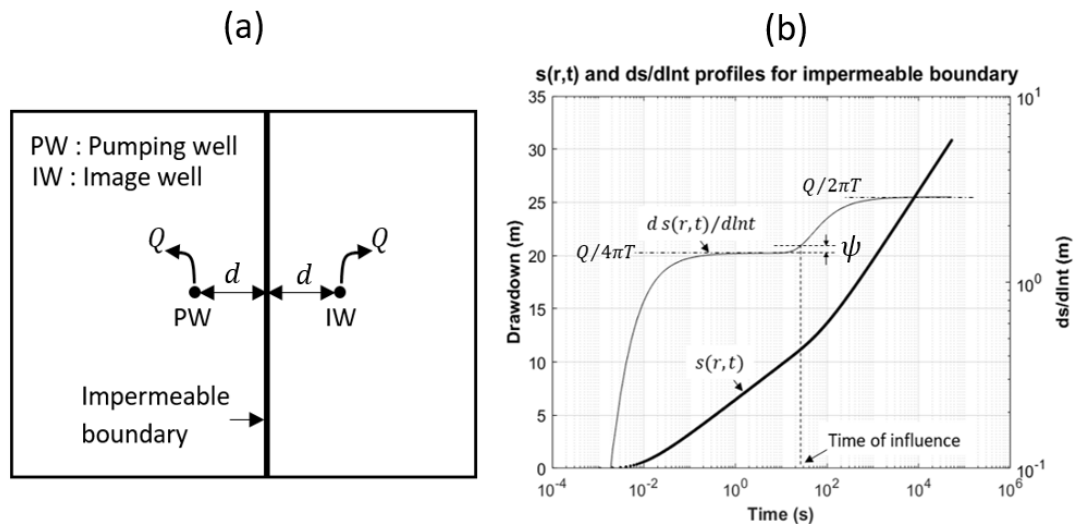 (a)
PW : Pumping well
IW : Image well
Q
Q
d
d
PW
IW
Impermeable
boundary
(b)
s(r,t) and ds/dlnt profiles for impermeable boundary
Drawdown (m)
35
30
25
20
15
10
5
0
Q/2πT
d s(r,t)/dlnt
Q/4πT
ψ
s(r,t)
Time of influence
10^1
10^0
10^-1
ds/dlnt (m)
10^-4
10^-2
10^0
10^2
10^4
10^6
Time (s)